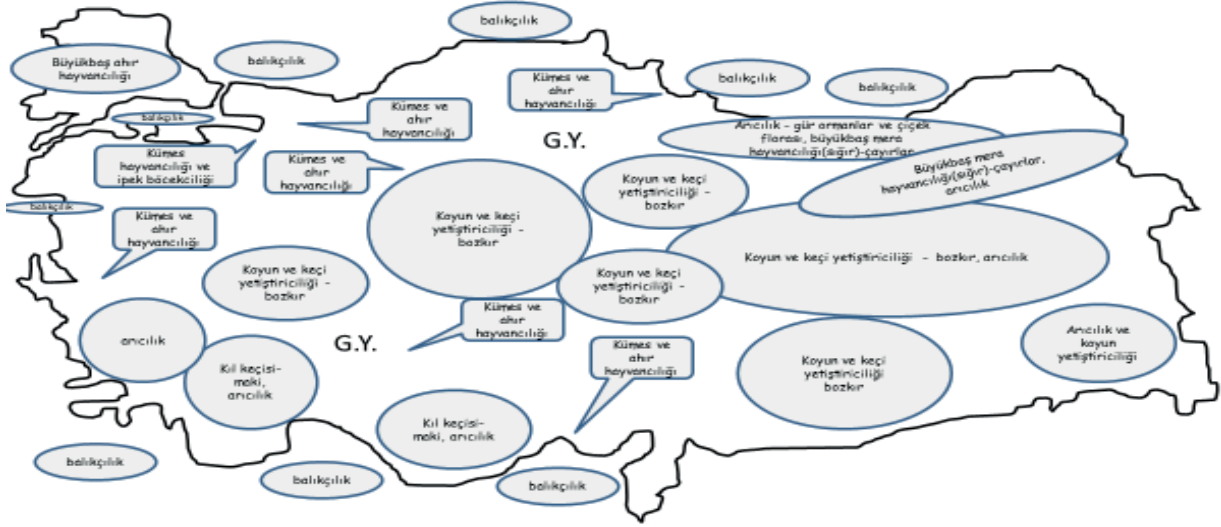 balıkçılık
Büyükbaş ahır
hayvancılığı
balıkçılık
balıkçılık
balıkçılık
Kümes ve
ahır
hayvancılığı
Kümes ve
ahır
hayvancılığı
balıkçılık
G.Y.
Arıcılık - gür ormanlar ve çiçek
florası, büyükbaş mera
hayvancılığı(sığır)-çayırlar
Kümes
hayvancılığı ve
ipek böcekçiliği
Kümes ve
ahır
hayvancılığı
Büyükbaş mera
hayvancılığı(sığır)-çayırlar,
arıcılık
Koyun ve keçi
yetiştiriciliği -
bozkır
balıkçılık
Kümes ve
ahır
hayvancılığı
Koyun ve keçi
yetiştiriciliği -
bozkır
Koyun ve keçi yetiştiriciliği - bozkır, arıcılık
Koyun ve keçi
yetiştiriciliği -
bozkır
Koyun ve keçi
yetiştiriciliği -
bozkır
Kümes ve
ahır
hayvancılığı
arıcılık
G.Y.
Kümes ve
ahır
hayvancılığı
Arıcılık ve
koyun
yetiştiriciliği
Koyun ve keçi
yetiştiriciliği
bozkır
Kıl keçisi-
maki,
arıcılık
Kıl keçisi-
maki, arıcılık
balıkçılık
balıkçılık
balıkçılık